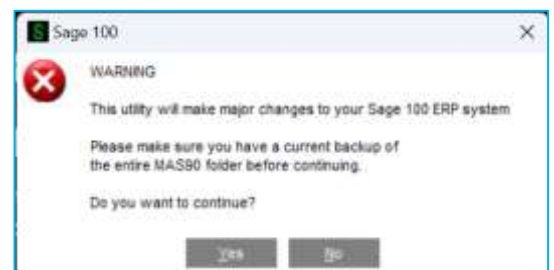 Sage 100
WARNING
This utility will make major changes to your Sage 100 ERP system
Please make sure you have a current backup of
the entire MAS90 folder before continuing.
Do you want to continue?
Yes No